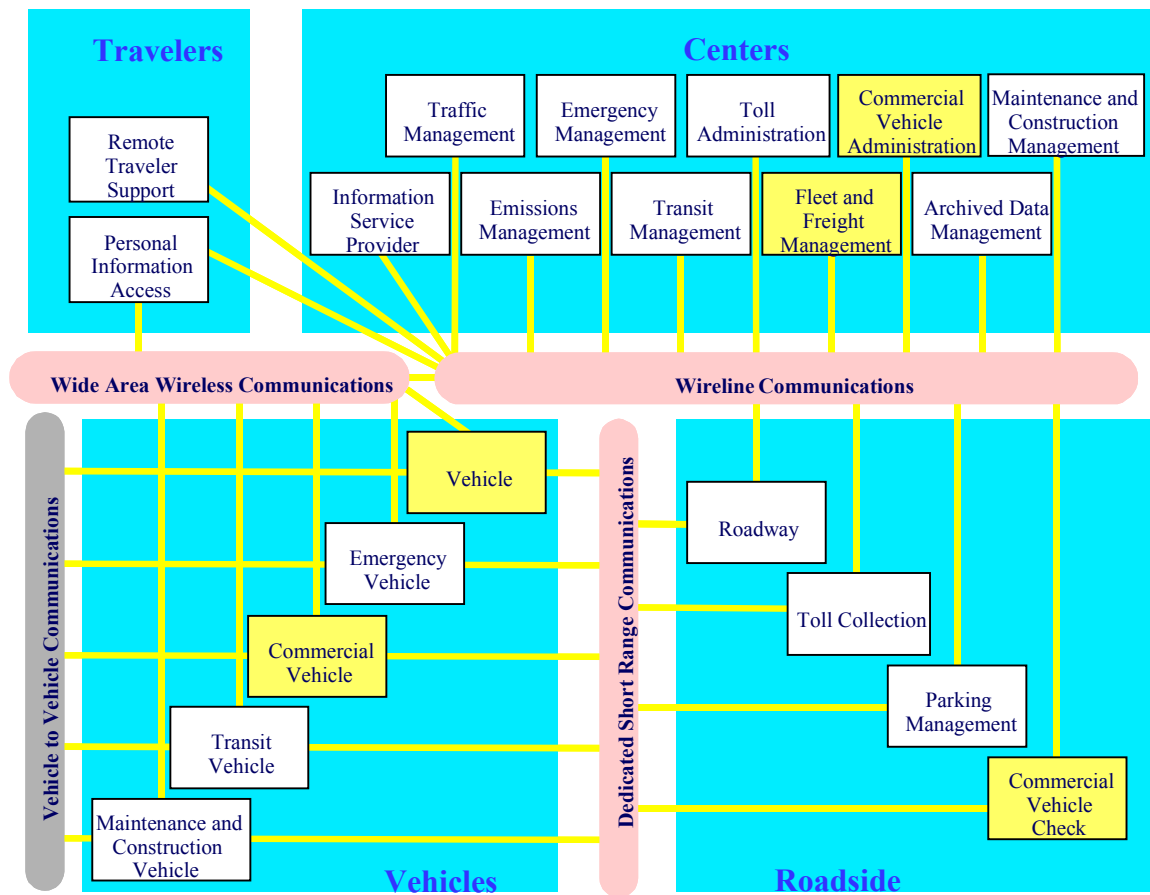 Travelers
Centers
Traffic
Management
Emergency
Management
Toll
Administration
Commercial
Vehicle
Administration
Maintenance and
Construction
Management
Remote
Traveler
Support
Information
Service
Provider
Emissions
Management
Transit
Management
Fleet and
Freight
Management
Archived Data
Management
Personal
Information
Access
Wide Area Wireless Communications
Wireline Communications
Vehicle to Vehicle Communications
Vehicle
Emergency
Vehicle
Commercial
Vehicle
Transit
Vehicle
Maintenance and
Construction
Vehicle
Vehicles
Dedicated Short Range Communications
Roadway
Toll Collection
Parking
Management
Commercial
Vehicle
Check
Roadside